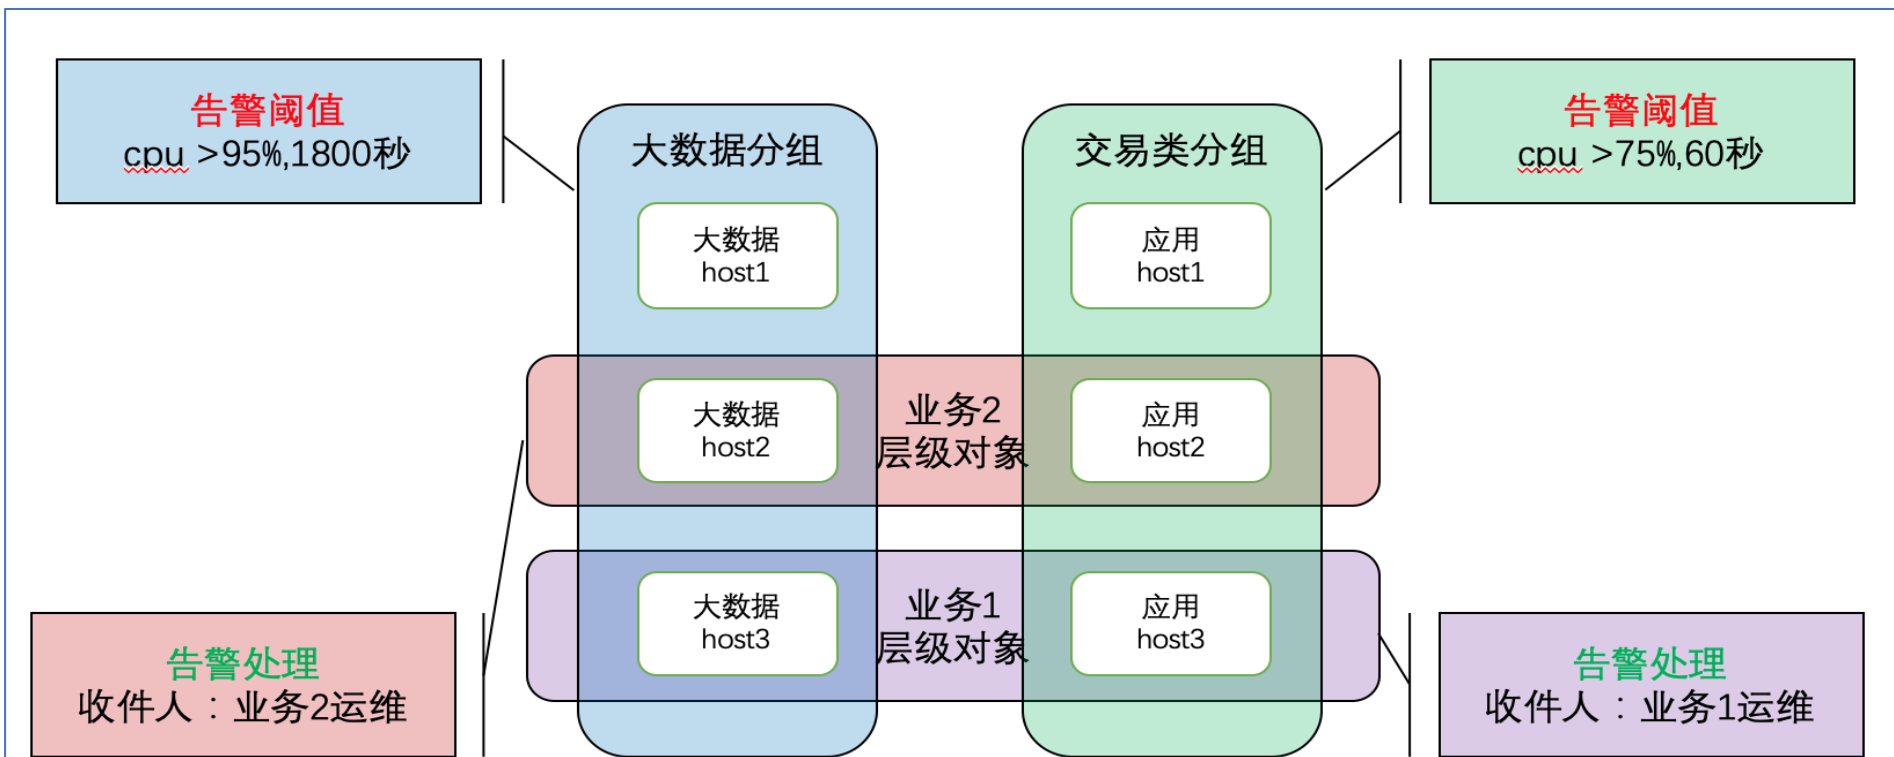 告警阈值
cpu >95%,1800秒
大数据分组
交易类分组
告警阈值
cpu >75%,60秒
大数据
host1
应用
host1
大数据
host2
业务2
层级对象
应用
host2
大数据
host3
业务1
层级对象
应用
host3
告警处理
收件人：业务2运维
告警处理
收件人：业务1运维